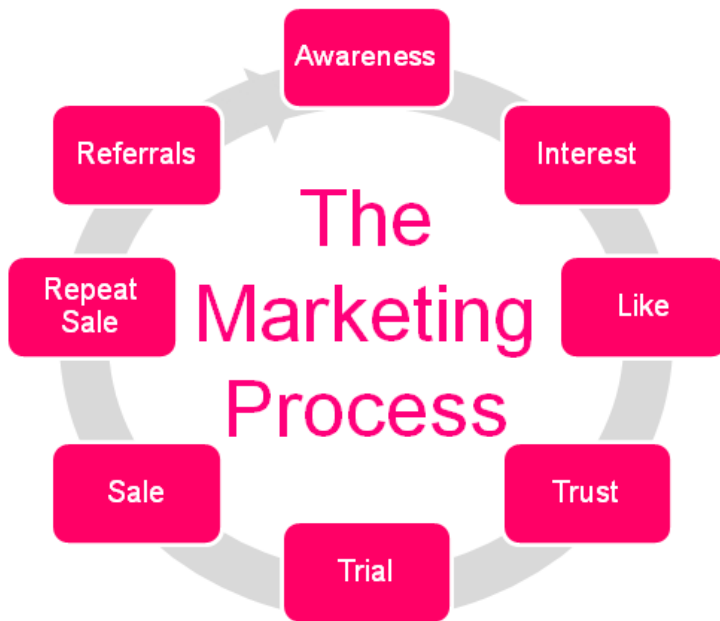 The
Marketing
Process
Awareness
Interest
Like
Trust
Trial
Sale
Repeat
Sale
Referrals